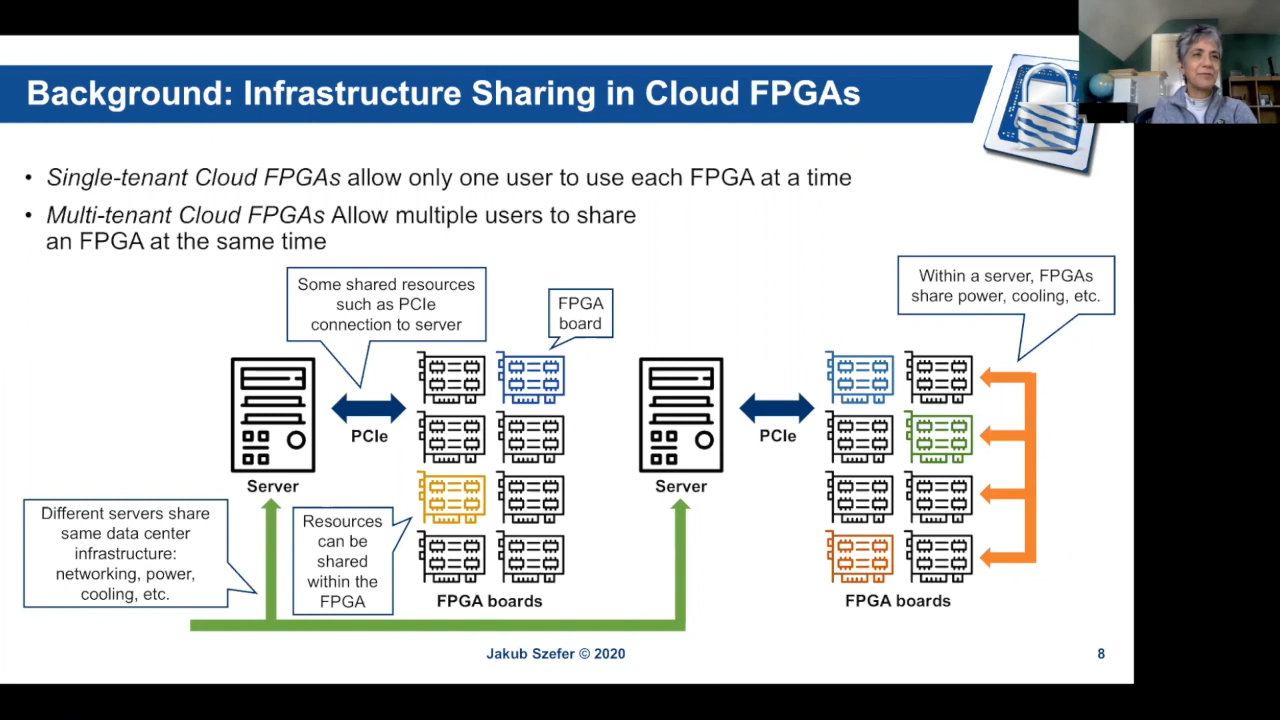 Background: Infrastructure Sharing in Cloud FPGAs
• Single-tenant Cloud FPGAs allow only one user to use each FPGA at a time
• Multi-tenant Cloud FPGAs Allow multiple users to share
an FPGA at the same time
Some shared resources
such as PCIe
connection to server
FPGA
board
Within a server, FPGAs
share power, cooling, etc.
PCIe
Server
PCIe
Server
Different servers share
same data center
infrastructure:
networking, power,
cooling, etc.
Resources
can be
shared
within the
FPGA
FPGA boards
FPGA boards
Jakub Szefer © 2020
8